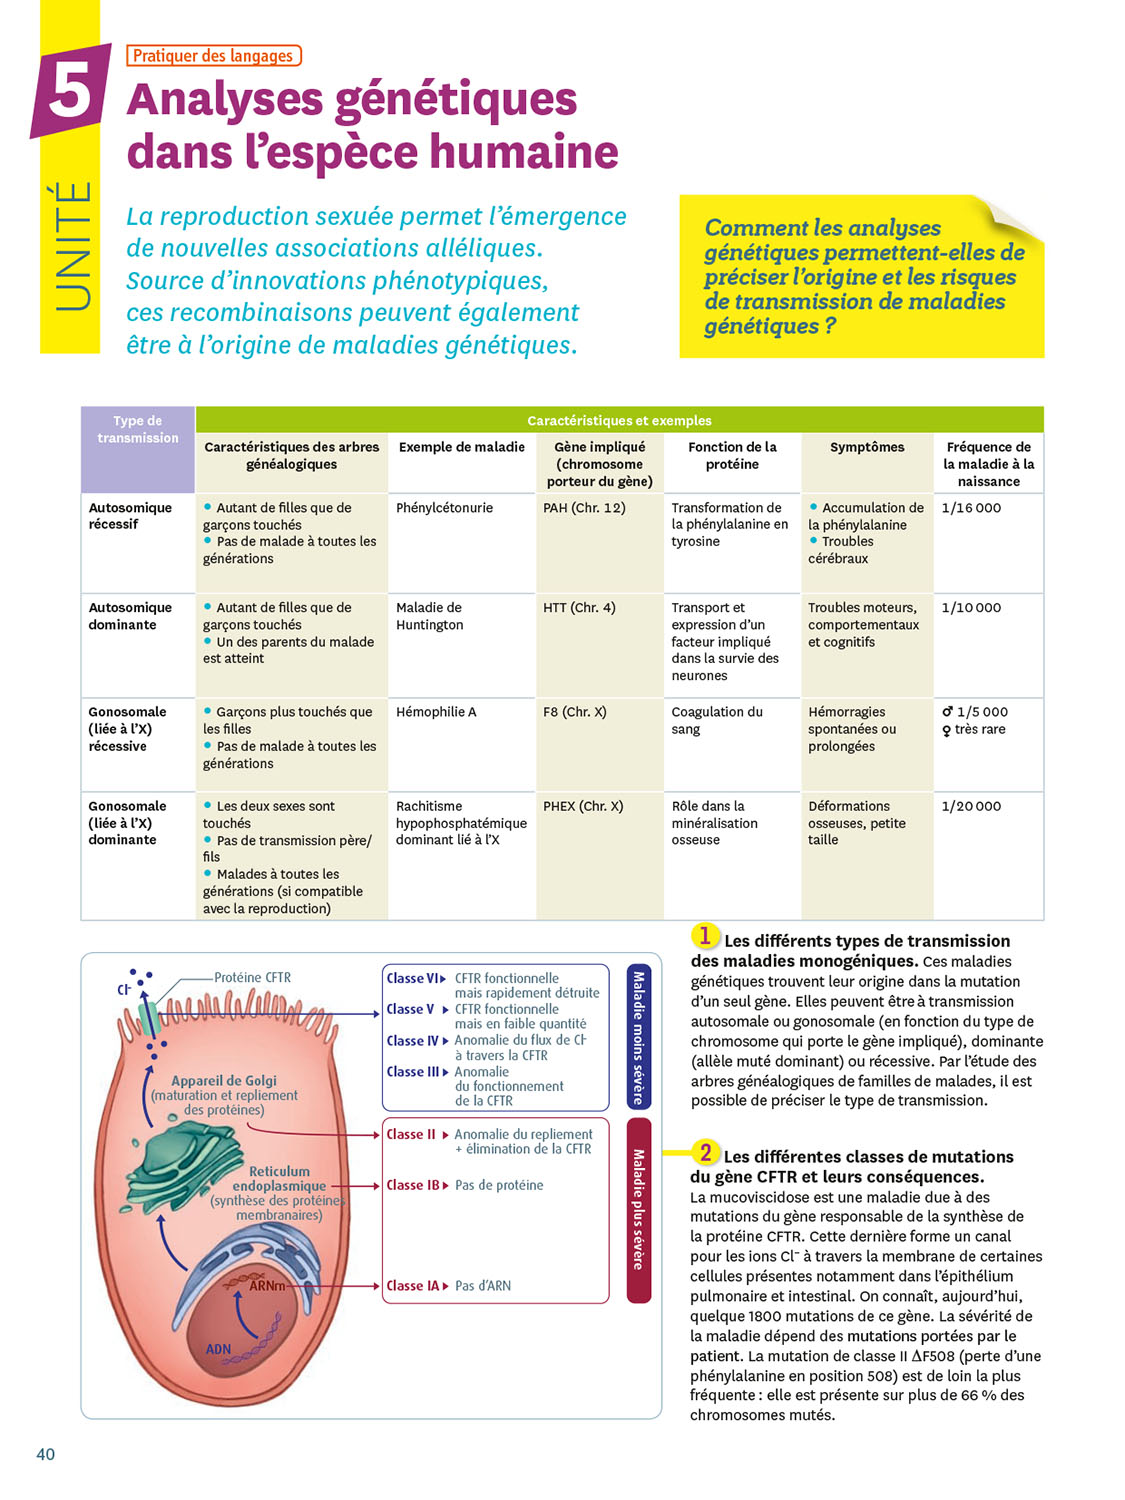 5
UNITÉ
Pratiquer des langages
Analyses génétiques
dans l'espèce humaine
La reproduction sexuée permet l'émergence
de nouvelles associations alléliques.
Source d'innovations phénotypiques,
ces recombinaisons peuvent également
être à l'origine de maladies génétiques.
Comment les analyses
génétiques permettent-elles de
préciser l'origine et les risques
de transmission de maladies
génétiques ?
Type de
transmission
Caractéristiques et exemples
Caractéristiques des arbres
généalogiques
Exemple de maladie
Gène impliqué
(chromosome
porteur du gène)
Fonction de la
protéine
Symptômes
Fréquence de
la maladie à la
naissance
Autosomique
récessif
• Autant de filles que de
garçons touchés
• Pas de malade à toutes les
générations
Phénylcétonurie
PAH (Chr. 12)
Transformation de
la phénylalanine en
tyrosine
• Accumulation de
la phénylalanine
• Troubles
cérébraux
1/16 000
Autosomique
dominante
• Autant de filles que de
garçons touchés
• Un des parents du malade
est atteint
Maladie de
Huntington
HTT (Chr. 4)
Transport et
expression d'un
facteur impliqué
dans la survie des
neurones
Troubles moteurs,
comportementaux
et cognitifs
1/10 000
Gonosomale
(liée à l'X)
récessive
• Garçons plus touchés que
les filles
• Pas de malade à toutes les
générations
Hémophilie A
F8 (Chr. X)
Coagulation du
sang
Hémorragies
spontanées ou
prolongées
♂ 1/5 000
♀ très rare
Gonosomale
(liée à l'X)
dominante
• Les deux sexes sont
touchés
• Pas de transmission père/
fils
• Malades à toutes les
générations (si compatible
avec la reproduction)
Rachitisme
hypophosphatémique
dominant lié à l'X
PHEX (Chr. X)
Rôle dans la
minéralisation
osseuse
Déformations
osseuses, petite
taille
1/20 000
1 Les différents types de transmission
des maladies monogéniques. Ces maladies
génétiques trouvent leur origine dans la mutation
d'un seul gène. Elles peuvent être à transmission
autosomale ou gonosomale (en fonction du type de
chromosome qui porte le gène impliqué), dominante
(allèle muté dominant) ou récessive. Par l'étude des
arbres généalogiques de familles de malades, il est
possible de préciser le type de transmission.
Cl⁻
Protéine CFTR
Appareil de Golgi
(maturation et repliement
des protéines)
Reticulum
endoplasmique
(synthèse des protéines
membranaires)
ARNm
ADN
Classe VI CFTR fonctionnelle
mais rapidement détruite
Classe V CFTR fonctionnelle
mais en faible quantité
Classe IV Anomalie du flux de Cl⁻
à travers la CFTR
Classe III Anomalie
du fonctionnement
de la CFTR
Maladie moins sévère
Classe II Anomalie du repliement
+ élimination de la CFTR
Classe IB Pas de protéine
Classe IA Pas d'ARN
Maladie plus sévère
2 Les différentes classes de mutations
du gène CFTR et leurs conséquences.
La mucoviscidose est une maladie due à des
mutations du gène responsable de la synthèse de
la protéine CFTR. Cette dernière forme un canal
pour les ions Cl⁻ à travers la membrane de certaines
cellules présentes notamment dans l'épithélium
pulmonaire et intestinal. On connaît, aujourd'hui,
quelque 1800 mutations de ce gène. La sévérité de
la maladie dépend des mutations portées par le
patient. La mutation de classe II ΔF508 (perte d'une
phénylalanine en position 508) est de loin la plus
fréquente : elle est présente sur plus de 66 % des
chromosomes mutés.
40